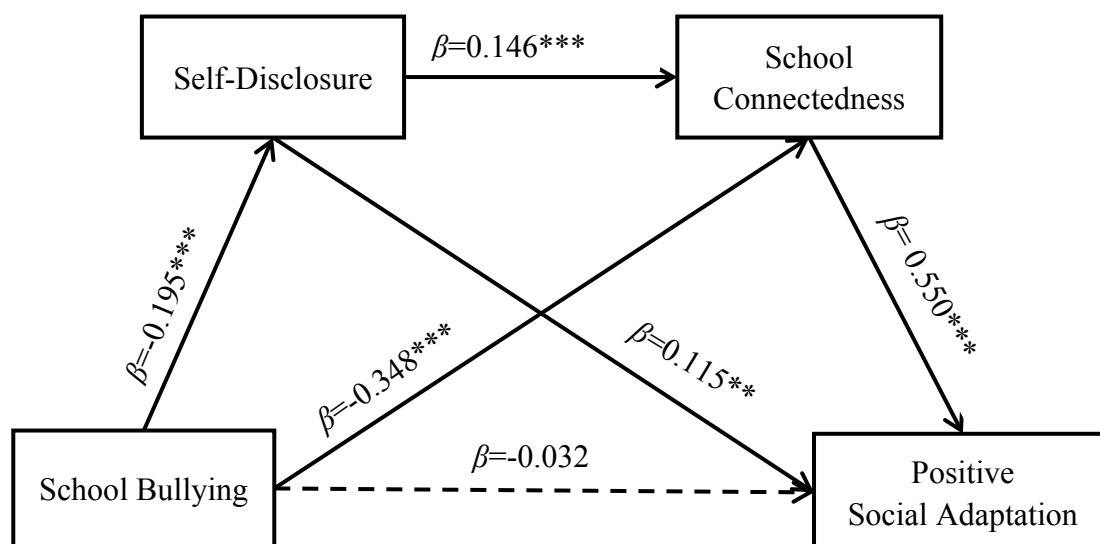 β=0.146***
Self-Disclosure
School
Connectedness
β=-0.195***
β=-0.348***
β=0.115**
β= 0.550***
β=-0.032
School Bullying
Positive
Social Adaptation